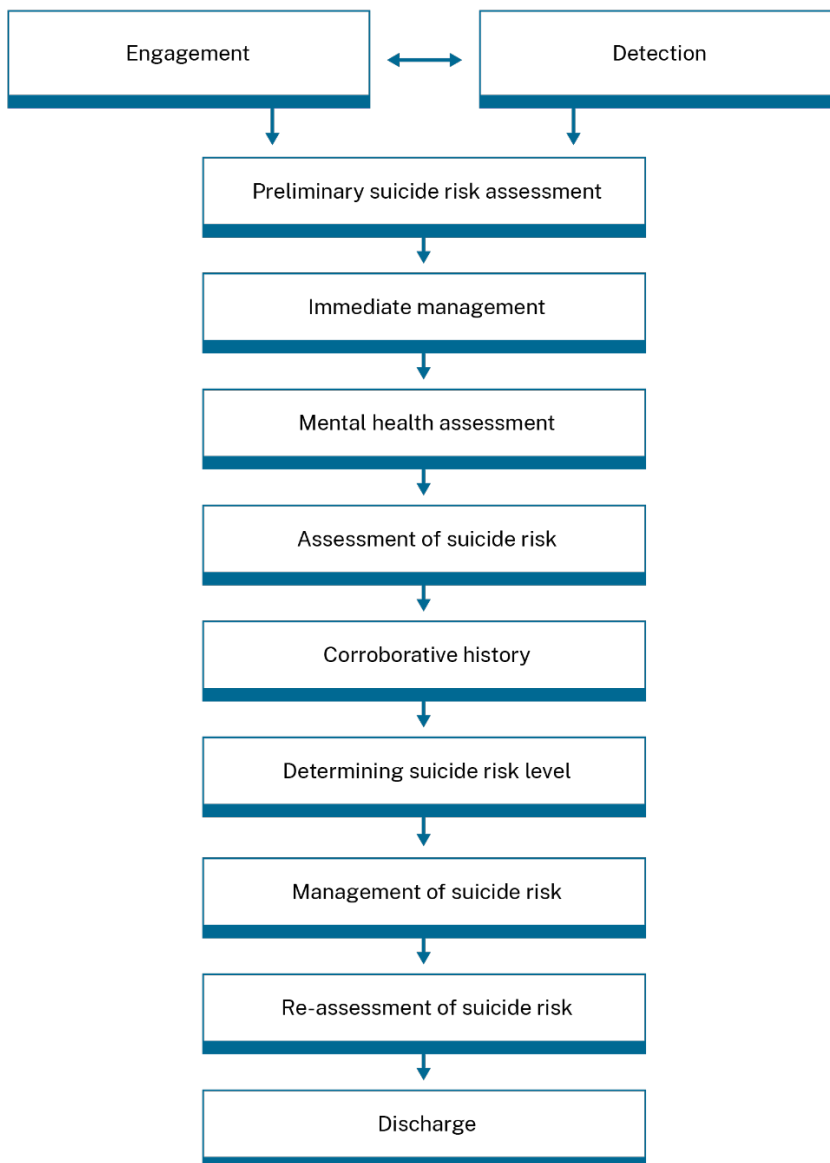 Engagement
Detection
Preliminary suicide risk assessment
Immediate management
Mental health assessment
Assessment of suicide risk
Corroborative history
Determining suicide risk level
Management of suicide risk
Re-assessment of suicide risk
Discharge